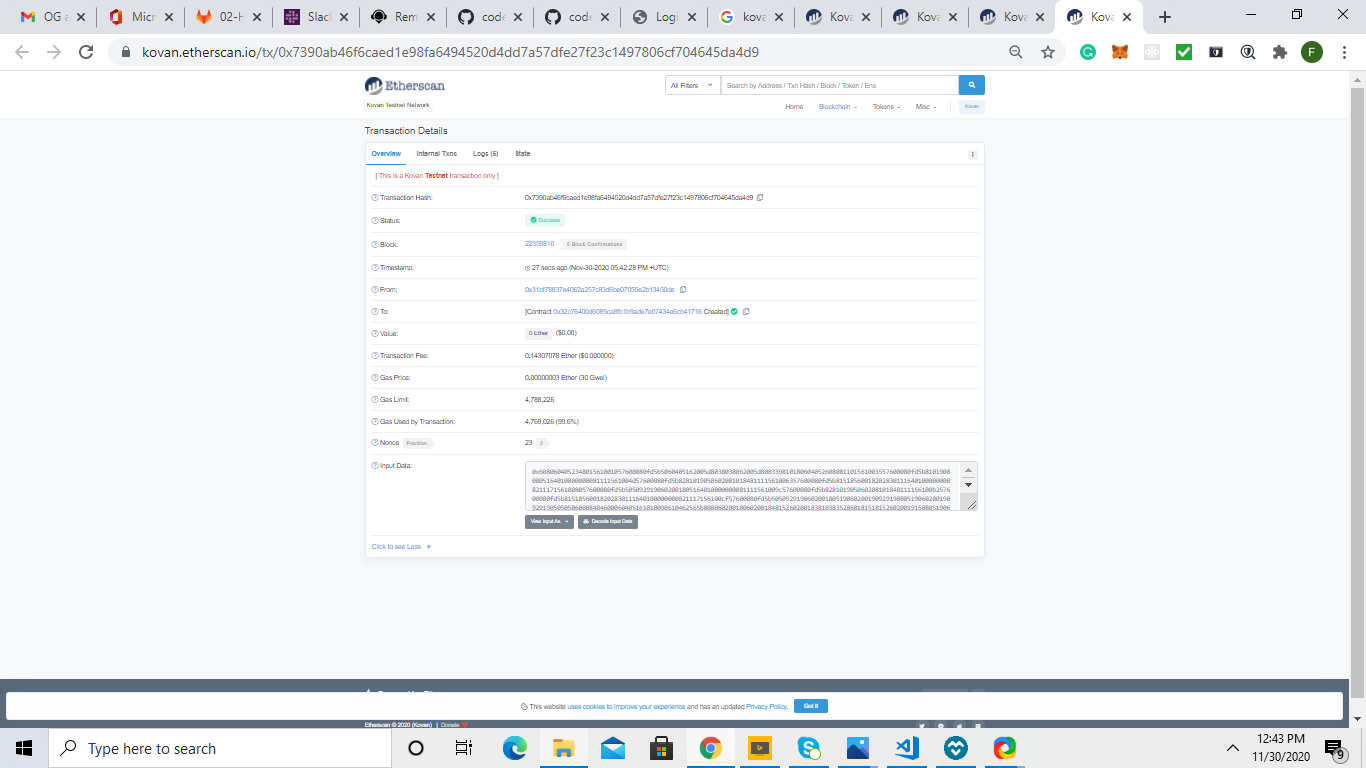 OG a
Micr
02-H
Slac
Rem
code
code
Logi
kova
Kova
Kova
Kova
Kova
kovan.etherscan.io/tx/0x7390ab46f6caed1e98fa6494520d4dd7a57dfe27f23c1497806cf704645da4d9
F
Etherscan
All Filters
Search by Address / Txn Hash / Block / Token / Ens
Kovan Testnet Network
Home Blockchain Tokens Misc Kovan
Transaction Details
Overview Internal Txns Logs (6) State
[ This is a Kovan Testnet transaction only ]
Transaction Hash: 0x7390ab46f6caed1e98fa6494520d4dd7a57dfe27f23c1497806cf704645da4d9
Status: Success
Block: 22359810 8 Block Confirmations
Timestamp: 27 secs ago (Nov-30-2020 05:42:28 PM +UTC)
From:
To: [Contract Created]
Value: 0 Ether ($0.00)
Transaction Fee: 0.14307078 Ether ($0.000000)
Gas Price: 0.00000003 Ether (30 Gwei)
Gas Limit: 4,788,226
Gas Used by Transaction: 4,769,026 (99.6%)
Nonce Position 23 2
Input Data:
View Input As Decode Input Data
Click to see Less
This website uses cookies to improve your experience and has an updated Privacy Policy. Got It
Etherscan © 2020 (Kovan) | Donate
Type here to search
12:43 PM
11/30/2020
9